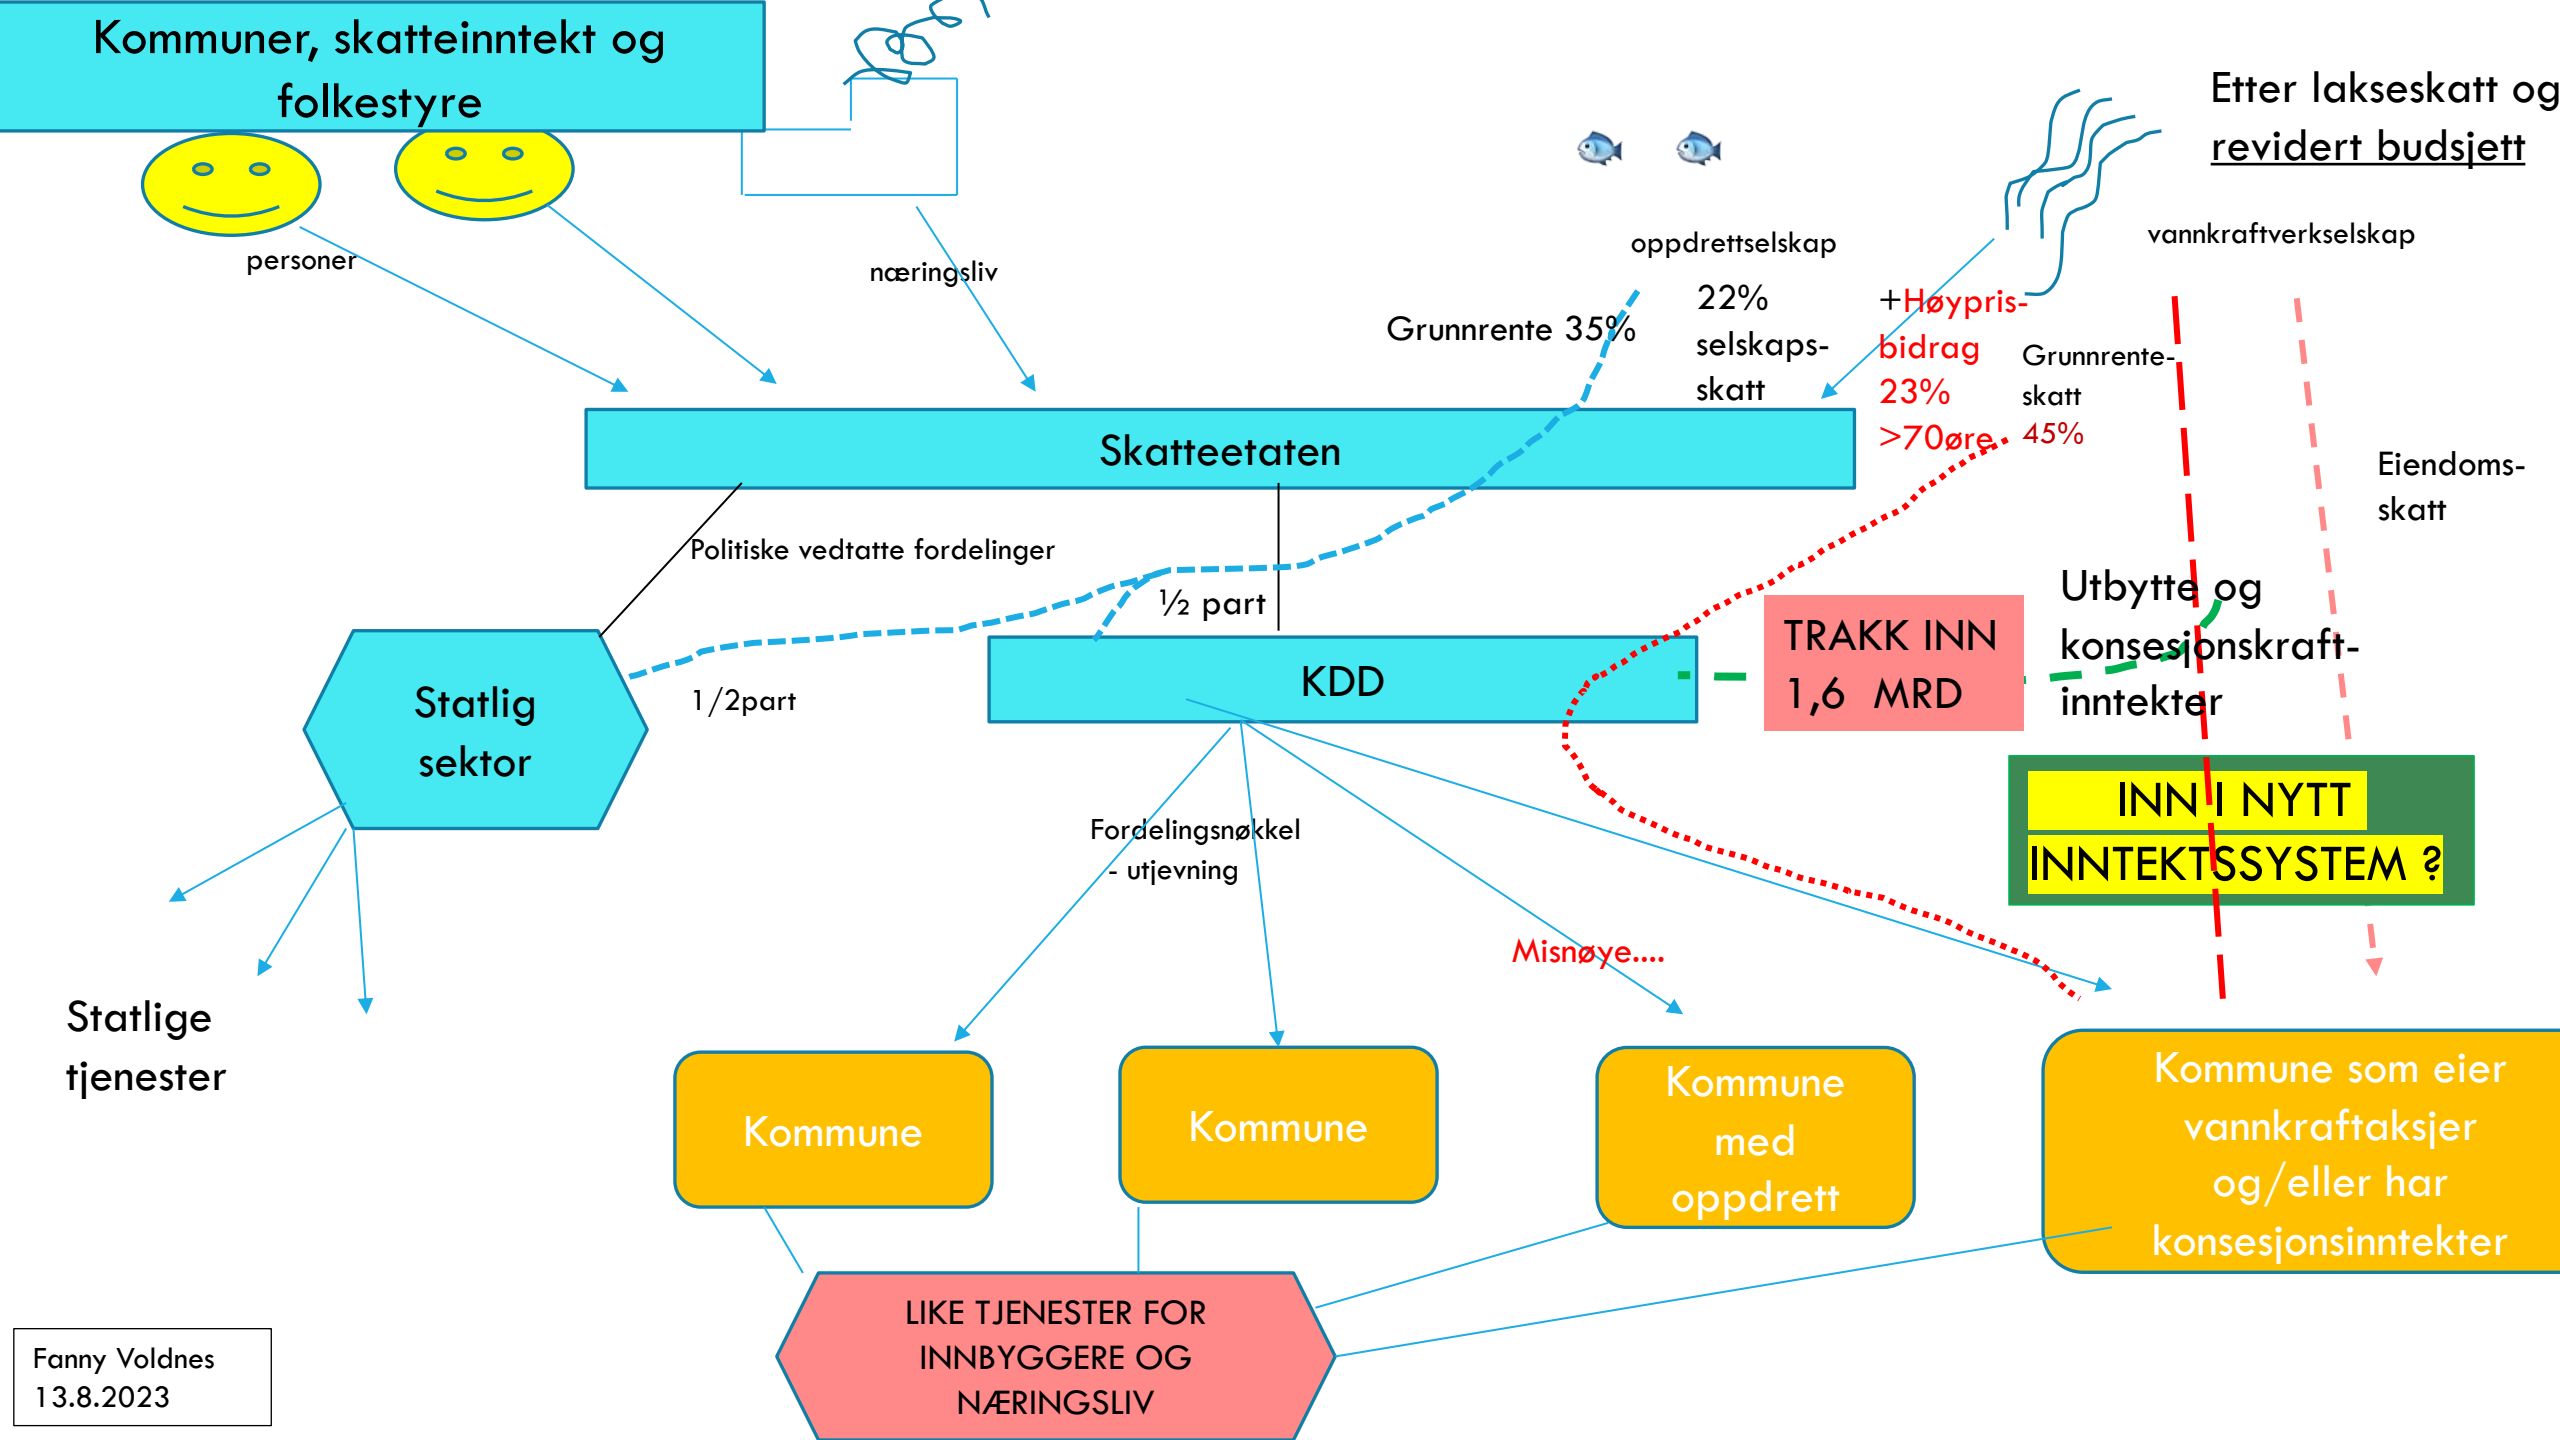 Kommuner, skatteinntekt og
folkestyre
Etter lakseskatt og
revidert budsjett
personer
næringsliv
oppdrettselskap
vannkraftverkselskap
Grunnrente 35%
22%
selskaps-
skatt
+Høypris-
bidrag
23%
>70øre
Grunnrente-
skatt
45%
Skatteetaten
Eiendoms-
skatt
Politiske vedtatte fordelinger
½ part
1/2part
Statlig
sektor
KDD
TRAKK INN
1,6  MRD
Utbytte og
konsesjonskraft-
inntekter
INN I NYTT
INNTEKTSSYSTEM ?
Fordelingsnøkkel
- utjevning
Misnøye....
Statlige
tjenester
Kommune
Kommune
Kommune
med
oppdrett
Kommune som eier
vannkraftaksjer
og/eller har
konsesjonsinntekter
LIKE TJENESTER FOR
INNBYGGERE OG
NÆRINGSLIV
Fanny Voldnes
13.8.2023